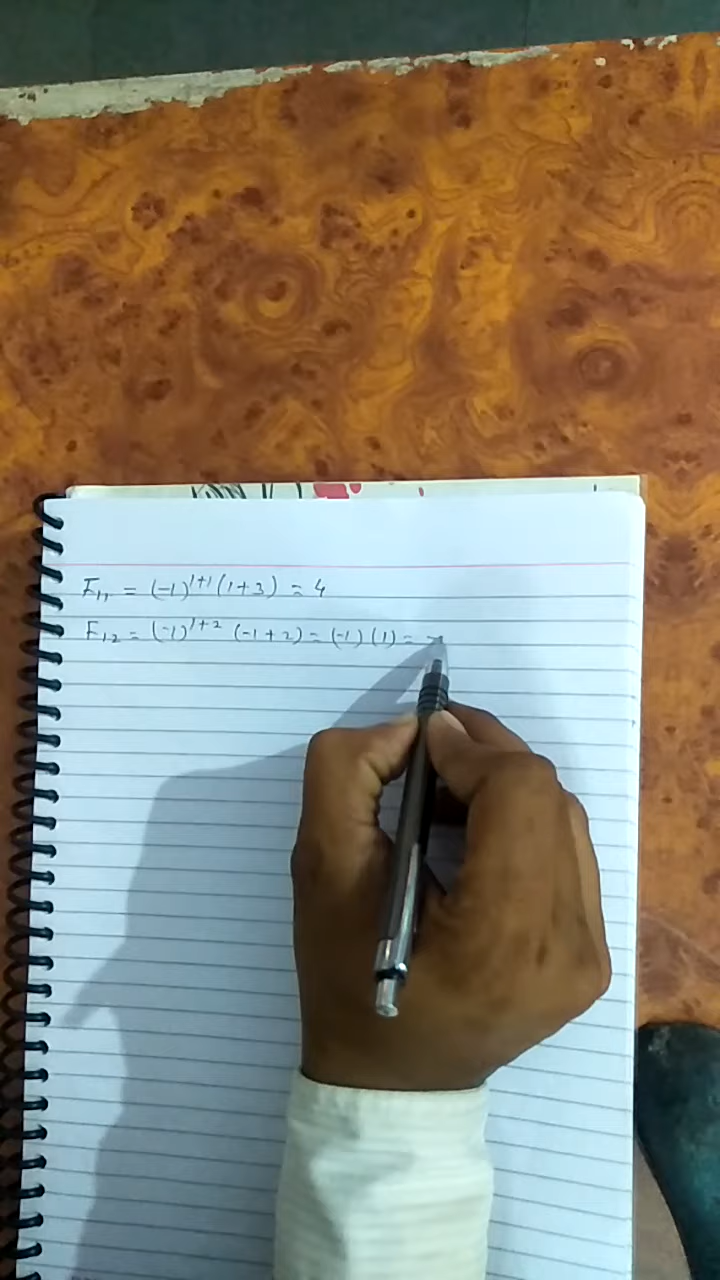 F₁₁ = (-1)¹⁺¹(1+3) = 4
F₁₂ = (-1)¹⁺² (-1+2) = (-1) (1) = -